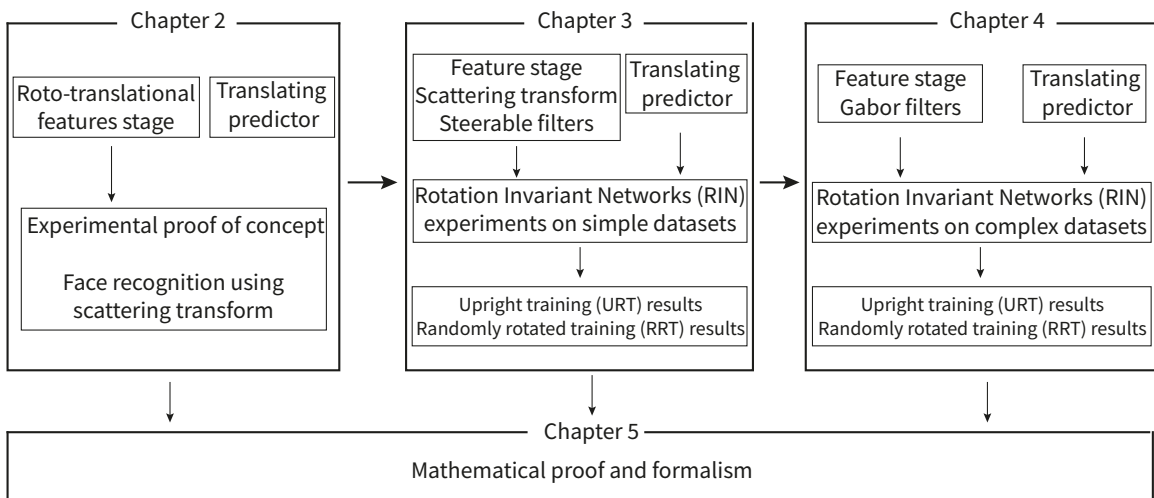 Chapter 2
Roto-translational
features stage
Translating
predictor
Experimental proof of concept
Face recognition using
scattering transform
Chapter 3
Feature stage
Scattering transform
Steerable filters
Translating
predictor
Rotation Invariant Networks (RIN)
experiments on simple datasets
Upright training (URT) results
Randomly rotated training (RRT) results
Chapter 4
Feature stage
Gabor filters
Translating
predictor
Rotation Invariant Networks (RIN)
experiments on complex datasets
Upright training (URT) results
Randomly rotated training (RRT) results
Chapter 5
Mathematical proof and formalism